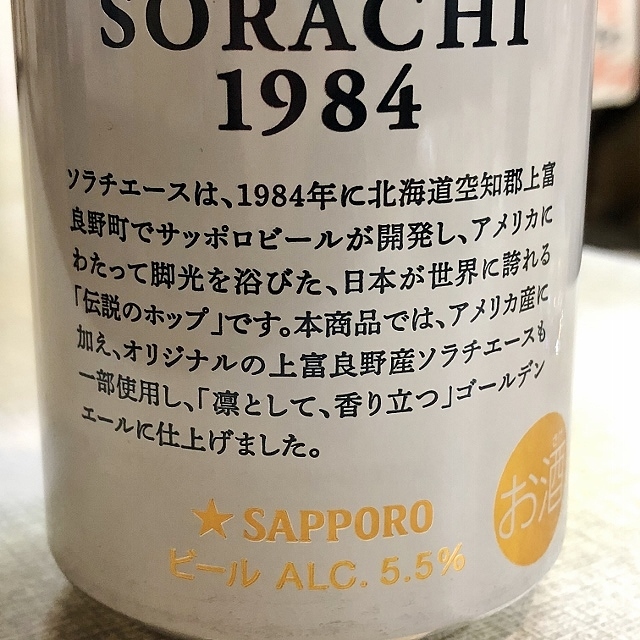 SORACHI
1984
ソラチエースは、1984年に北海道空知郡上富
良野町でサッポロビールが開発し、アメリカに
わたって脚光を浴びた、日本が世界に誇れる
「伝説のホップ」です。本商品では、アメリカ産に
加え、オリジナルの上富良野産ソラチエースも
一部使用し、「凛として、香り立つ」ゴールデン
エールに仕上げました。
お酒
★SAPPORO
ビール ALC. 5.5%